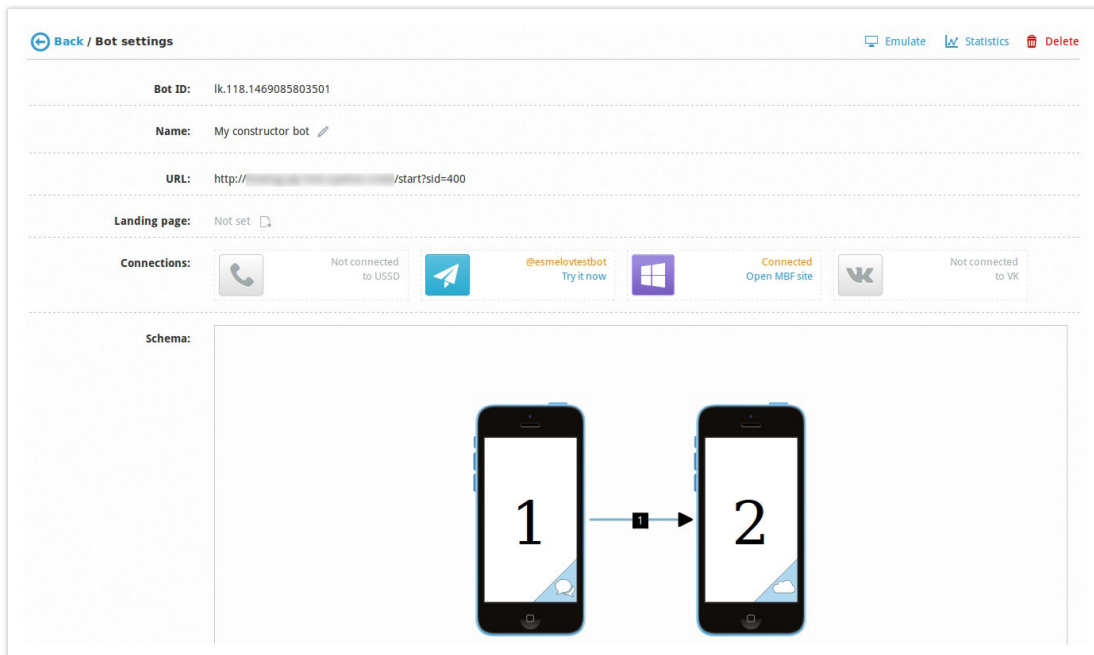 Back / Bot settings
Emulate
Statistics
Delete
Bot ID: lk.118.1469085803501
Name: My constructor bot
URL: http:// /start?sid=400
Landing page: Not set
Connections:
Not connected
to USSD
@esmelovtestbot
Try it now
Connected
Open MBF site
Not connected
to VK
Schema:
1
1
2